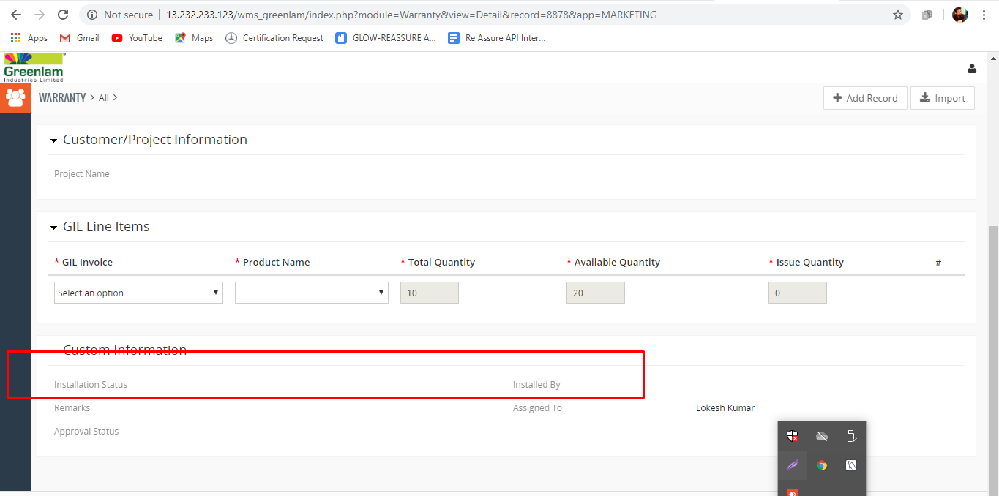 Not secure | 13.232.233.123/wms_greenlam/index.php?module=Warranty&view=Detail&record=8878&app=MARKETING
Apps Gmail YouTube Maps Certification Request GLOW-REASSURE A... Re Assure API Inter...
Greenlam
Industries Limited
WARRANTY > All > Add Record Import
Customer/Project Information
Project Name
GIL Line Items
* GIL Invoice * Product Name * Total Quantity * Available Quantity * Issue Quantity #
Select an option 10 20 0
Custom Information
Installation Status Installed By
Remarks Assigned To Lokesh Kumar
Approval Status